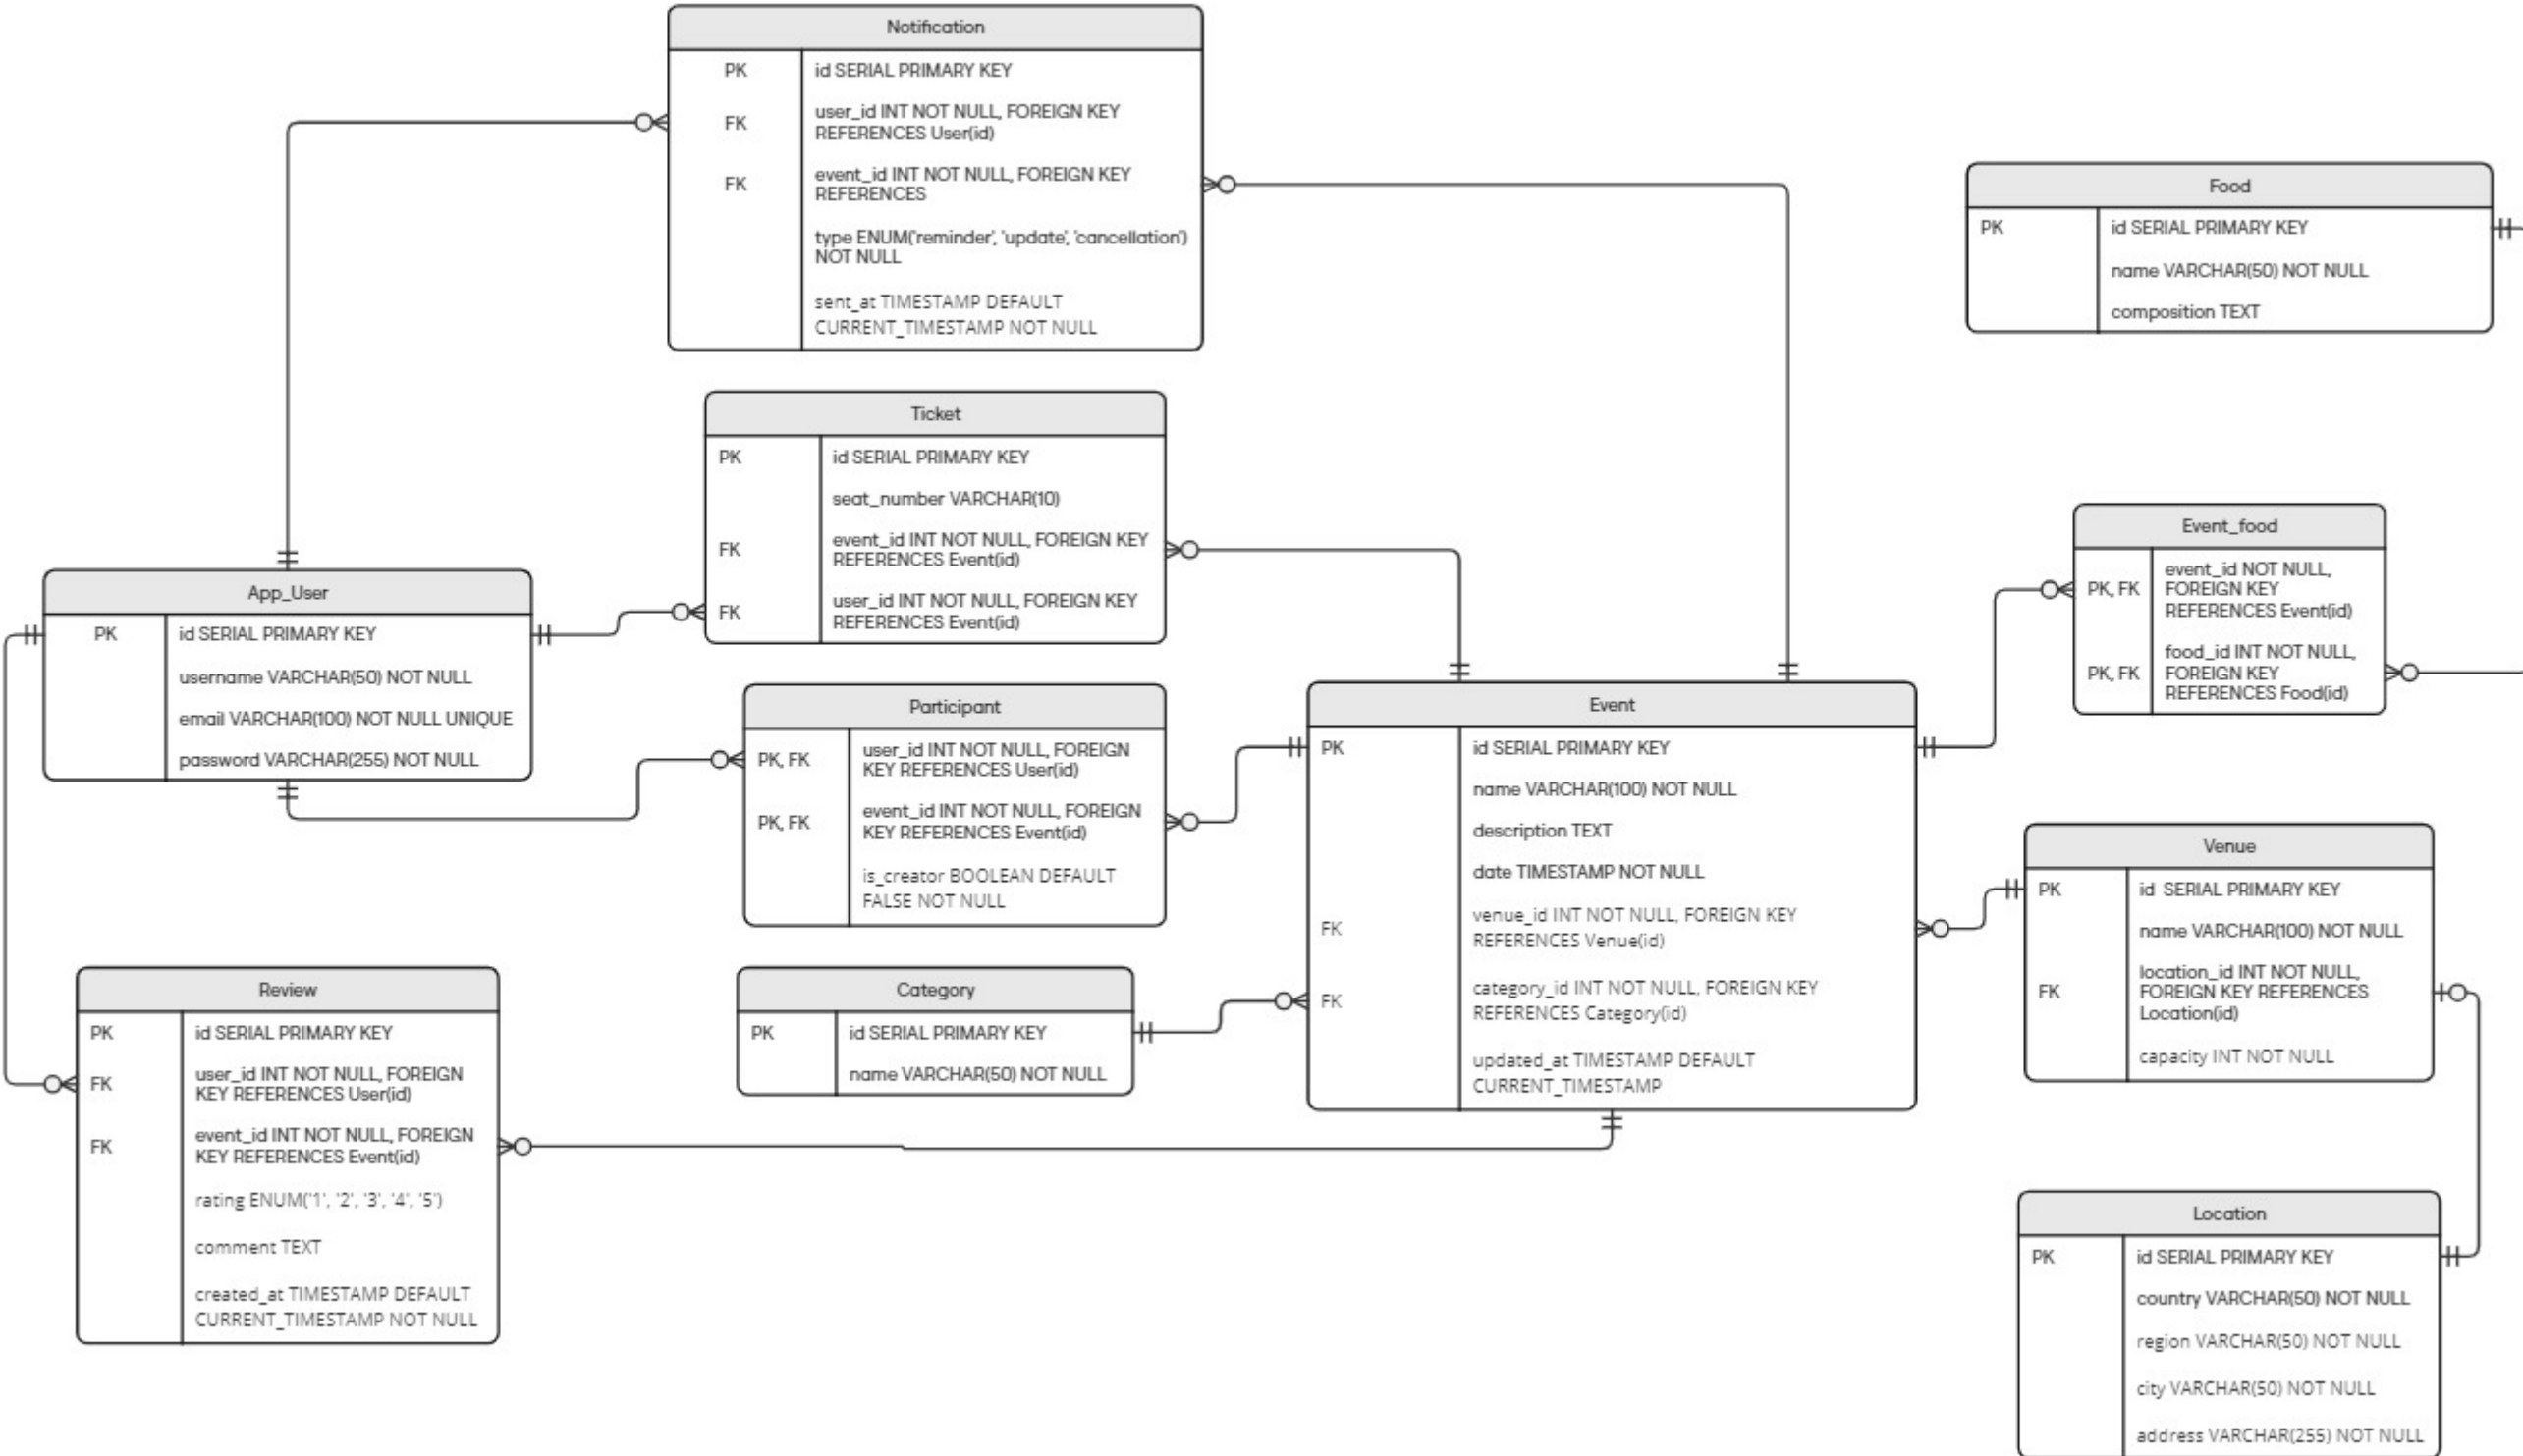 Notification
PK
id SERIAL PRIMARY KEY
FK
user_id INT NOT NULL, FOREIGN KEY
REFERENCES User(id)
FK
event_id INT NOT NULL, FOREIGN KEY
REFERENCES
type ENUM('reminder', 'update', 'cancellation')
NOT NULL
sent_at TIMESTAMP DEFAULT
CURRENT_TIMESTAMP NOT NULL
Food
PK
id SERIAL PRIMARY KEY
name VARCHAR(50) NOT NULL
composition TEXT
Ticket
PK
id SERIAL PRIMARY KEY
seat_number VARCHAR(10)
FK
event_id INT NOT NULL, FOREIGN KEY
REFERENCES Event(id)
FK
user_id INT NOT NULL, FOREIGN KEY
REFERENCES Event(id)
Event_food
PK, FK
event_id NOT NULL,
FOREIGN KEY
REFERENCES Event(id)
PK, FK
food_id INT NOT NULL,
FOREIGN KEY
REFERENCES Food(id)
App_User
PK
id SERIAL PRIMARY KEY
username VARCHAR(50) NOT NULL
email VARCHAR(100) NOT NULL UNIQUE
password VARCHAR(255) NOT NULL
Participant
PK, FK
user_id INT NOT NULL, FOREIGN
KEY REFERENCES User(id)
PK, FK
event_id INT NOT NULL, FOREIGN
KEY REFERENCES Event(id)
is_creator BOOLEAN DEFAULT
FALSE NOT NULL
Event
PK
id SERIAL PRIMARY KEY
name VARCHAR(100) NOT NULL
description TEXT
date TIMESTAMP NOT NULL
FK
venue_id INT NOT NULL, FOREIGN KEY
REFERENCES Venue(id)
FK
category_id INT NOT NULL, FOREIGN KEY
REFERENCES Category(id)
updated_at TIMESTAMP DEFAULT
CURRENT_TIMESTAMP
Venue
PK
id SERIAL PRIMARY KEY
name VARCHAR(100) NOT NULL
FK
location_id INT NOT NULL,
FOREIGN KEY REFERENCES
Location(id)
capacity INT NOT NULL
Review
PK
id SERIAL PRIMARY KEY
FK
user_id INT NOT NULL, FOREIGN
KEY REFERENCES User(id)
FK
event_id INT NOT NULL, FOREIGN
KEY REFERENCES Event(id)
rating ENUM('1', '2', '3', '4', '5')
comment TEXT
created_at TIMESTAMP DEFAULT
CURRENT_TIMESTAMP NOT NULL
Category
PK
id SERIAL PRIMARY KEY
name VARCHAR(50) NOT NULL
Location
PK
id SERIAL PRIMARY KEY
country VARCHAR(50) NOT NULL
region VARCHAR(50) NOT NULL
city VARCHAR(50) NOT NULL
address VARCHAR(255) NOT NULL